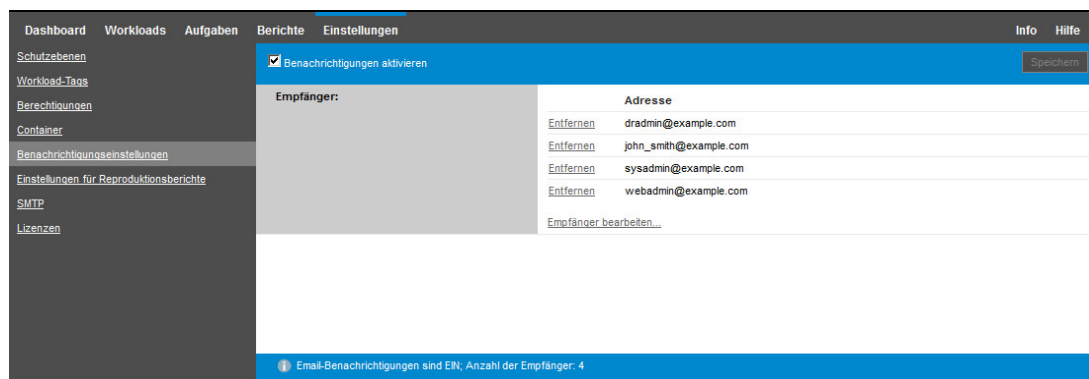 Dashboard Workloads Aufgaben Berichte Einstellungen Info Hilfe
Schutzebenen
Workload-Tags
Berechtigungen
Container
Benachrichtigungseinstellungen
Einstellungen für Reproduktionsberichte
SMTP
Lizenzen
Benachrichtigungen aktivieren
Speichern
Empfänger:
Adresse
Entfernen dradmin@example.com
Entfernen john_smith@example.com
Entfernen sysadmin@example.com
Entfernen webadmin@example.com
Empfänger bearbeiten...
Email-Benachrichtigungen sind EIN; Anzahl der Empfänger: 4